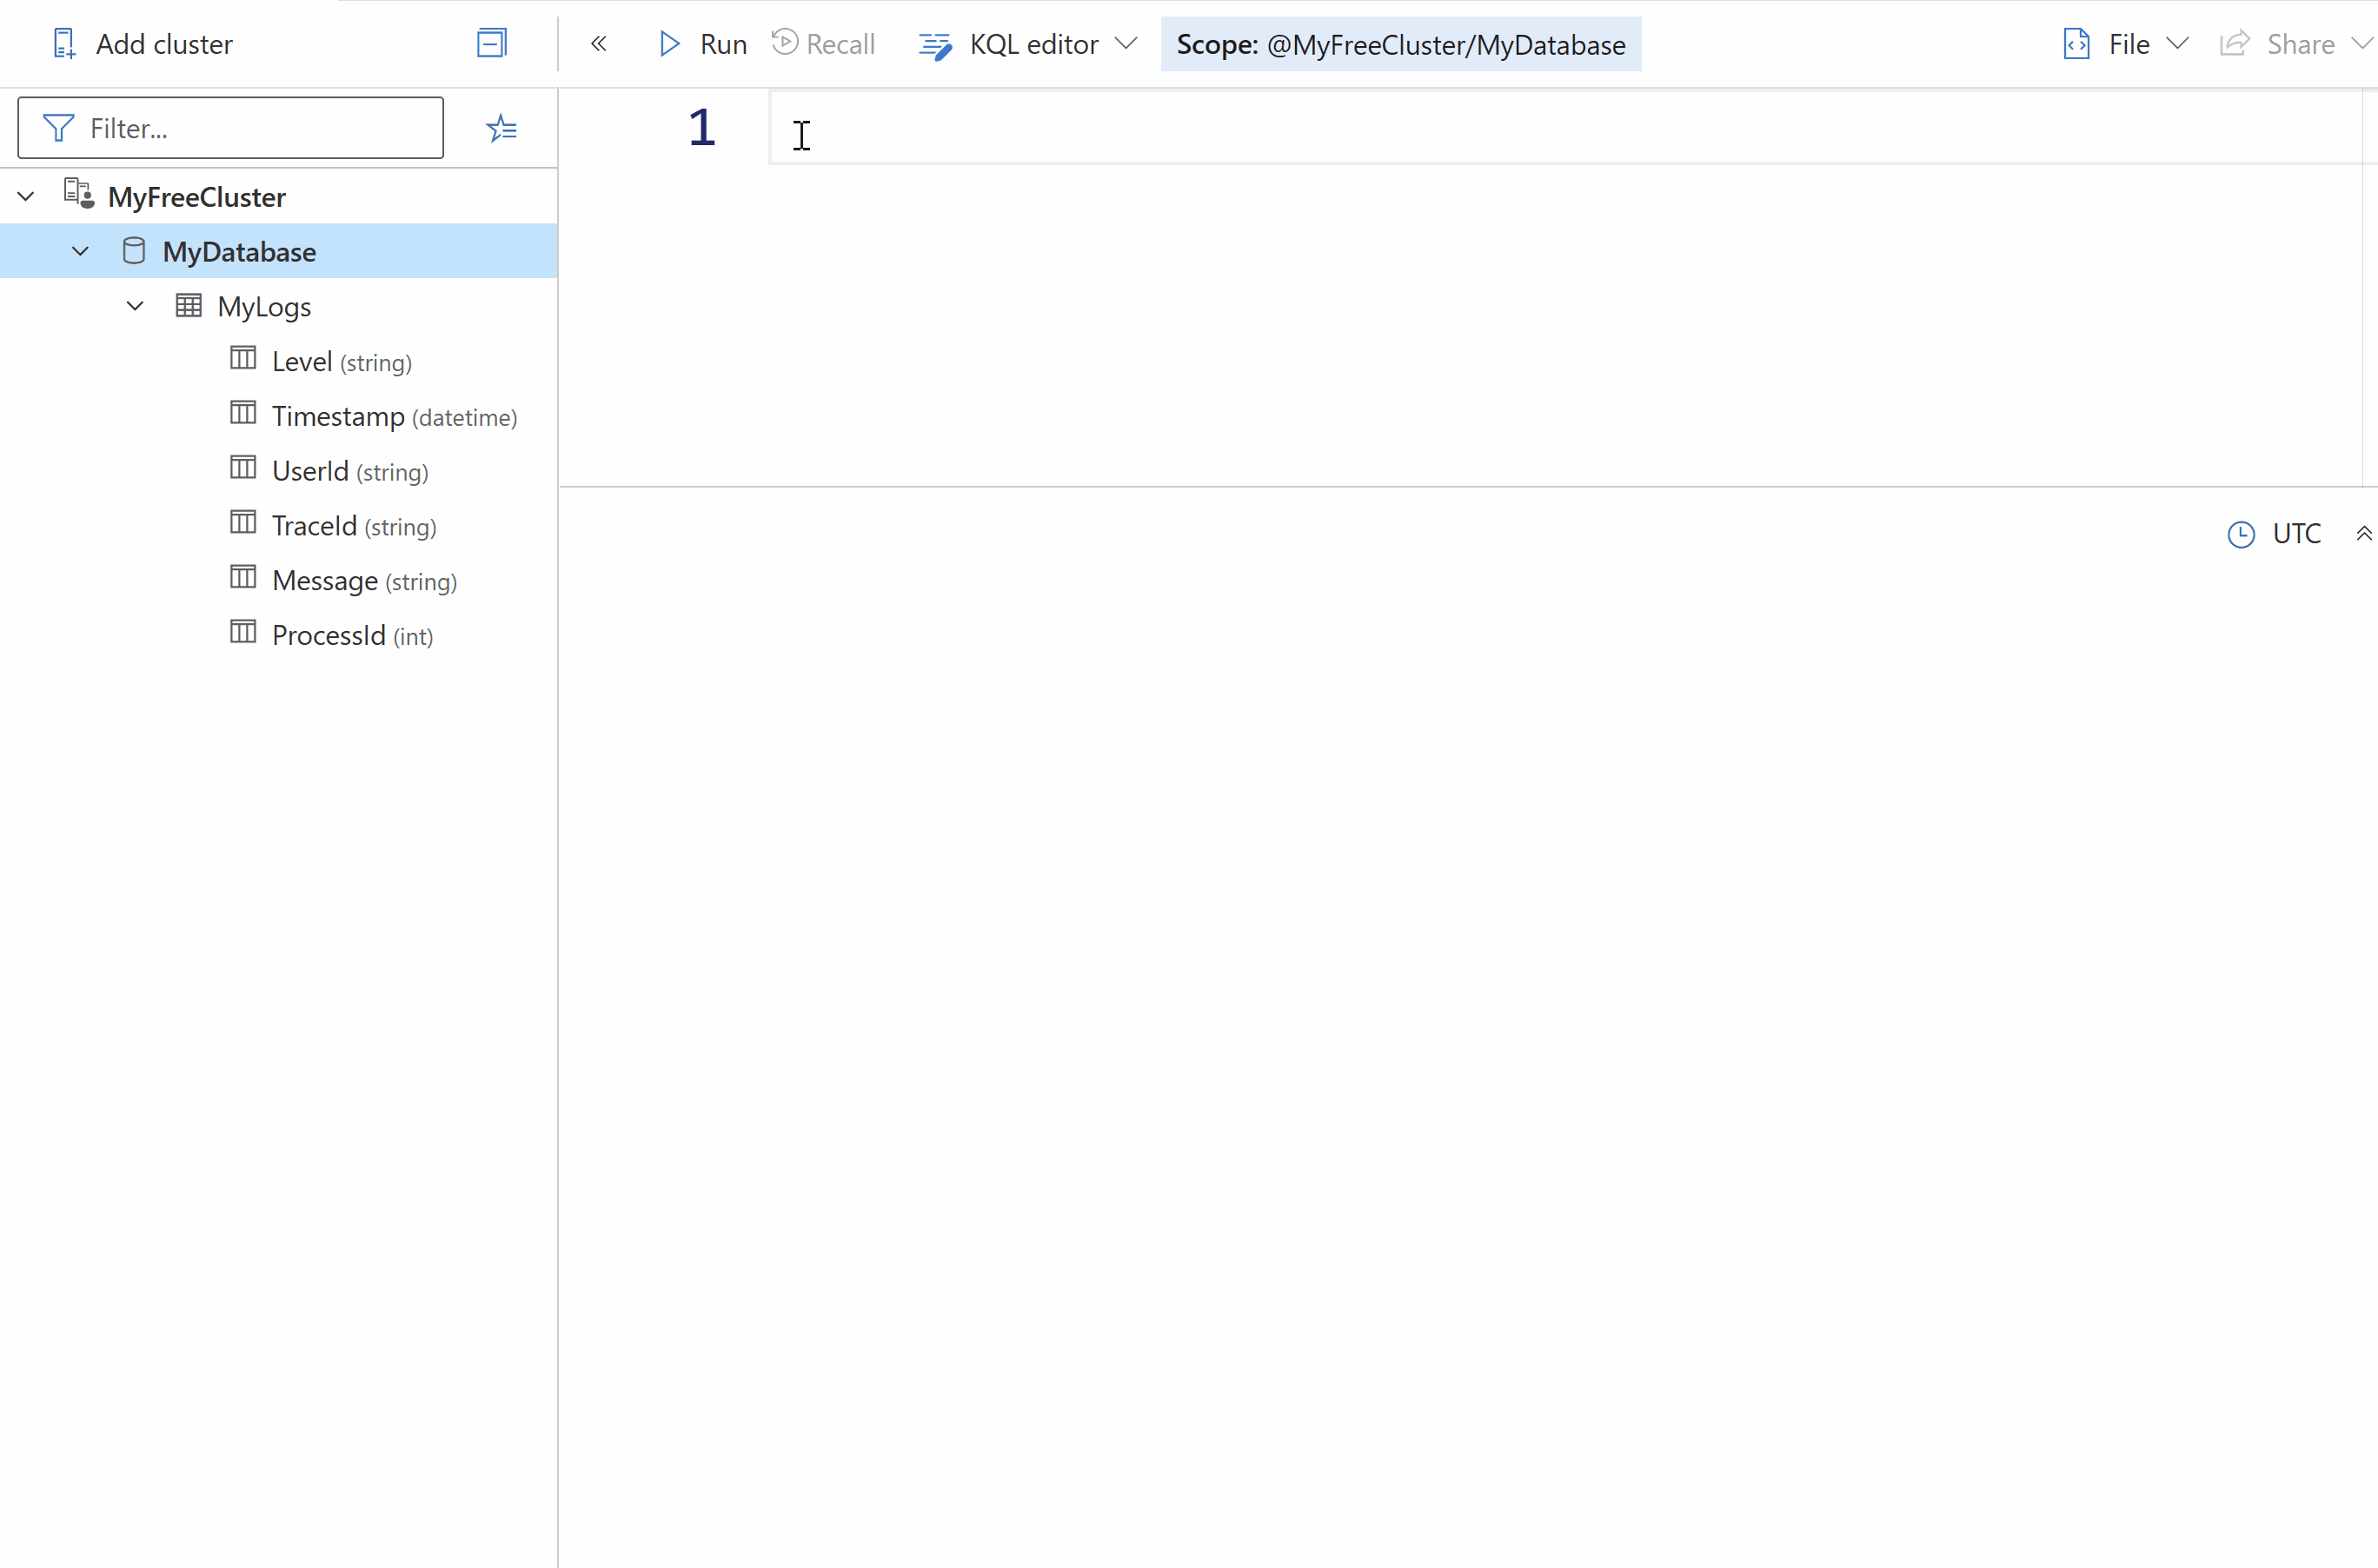 Add cluster
Run Recall KQL editor Scope: @MyFreeCluster/MyDatabase File Share
Filter...
1
MyFreeCluster
MyDatabase
MyLogs
Level (string)
Timestamp (datetime)
UserId (string)
TraceId (string)
Message (string)
ProcessId (int)
UTC